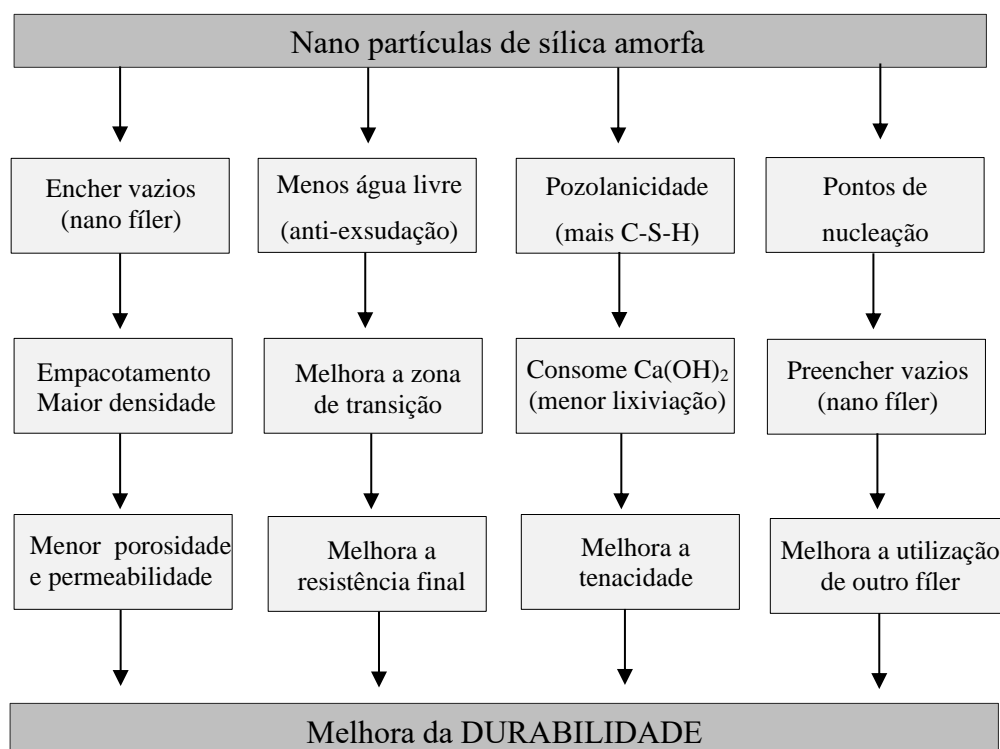 Nano partículas de sílica amorfa
Encher vazios
(nano fíler)
Menos água livre
(anti-exsudação)
Pozolanicidade
(mais C-S-H)
Pontos de
nucleação
Empacotamento
Maior densidade
Melhora a zona
de transição
Consome Ca(OH)₂
(menor lixiviação)
Preencher vazios
(nano fíler)
Menor porosidade
e permeabilidade
Melhora a
resistência final
Melhora a
tenacidade
Melhora a utilização
de outro fíler
Melhora da DURABILIDADE